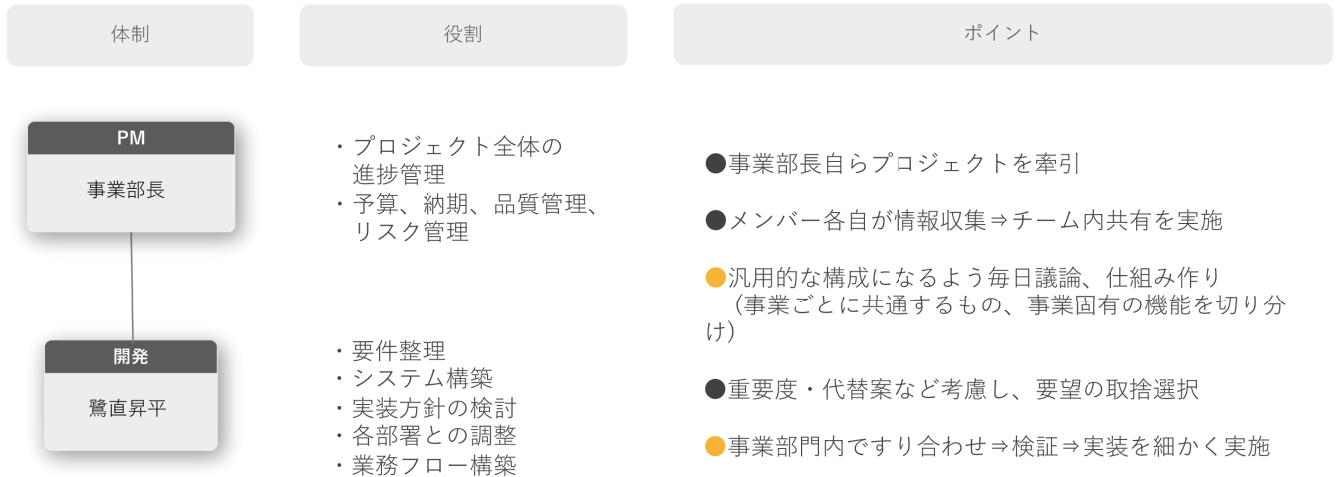 体制
役割
ポイント
PM
事業部長
・プロジェクト全体の
進捗管理
・予算、納期、品質管理、
リスク管理
開発
鷺直昇平
・要件整理
・システム構築
・実装方針の検討
・各部署との調整
・業務フロー構築
●事業部長自らプロジェクトを牽引
●メンバー各自が情報収集⇒チーム内共有を実施
●汎用的な構成になるよう毎日議論、仕組み作り
（事業ごとに共通するもの、事業固有の機能を切り分
け）
●重要度・代替案など考慮し、要望の取捨選択
●事業部門内ですり合わせ⇒検証⇒実装を細かく実施